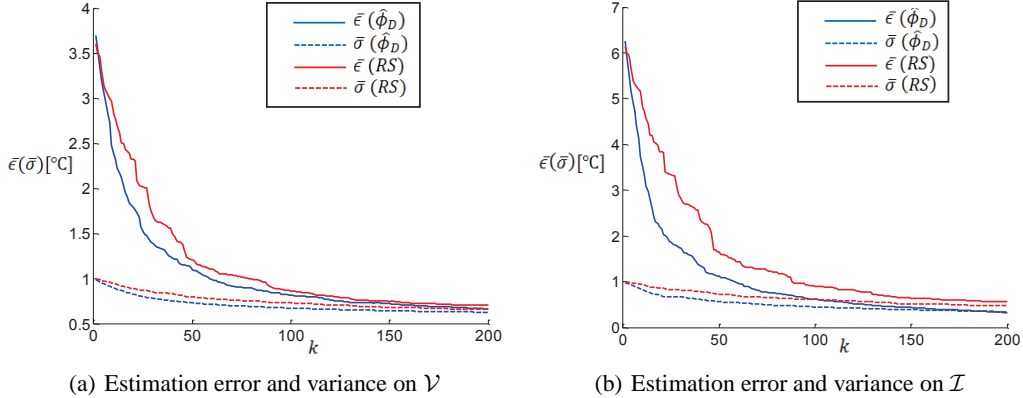 4
3.5
3
2.5
2
1.5
1
0.5
ϵ̄(σ̄)[°C]
0 50 100 150 200
k
ϵ̄ (ϕ̂_D)
σ̄ (ϕ̂_D)
ϵ̄ (RS)
σ̄ (RS)
(a) Estimation error and variance on 𝒱
7
6
5
4
3
2
1
0
ϵ̄(σ̄)[°C]
0 50 100 150 200
k
ϵ̄ (ϕ̂_D)
σ̄ (ϕ̂_D)
ϵ̄ (RS)
σ̄ (RS)
(b) Estimation error and variance on ℐ